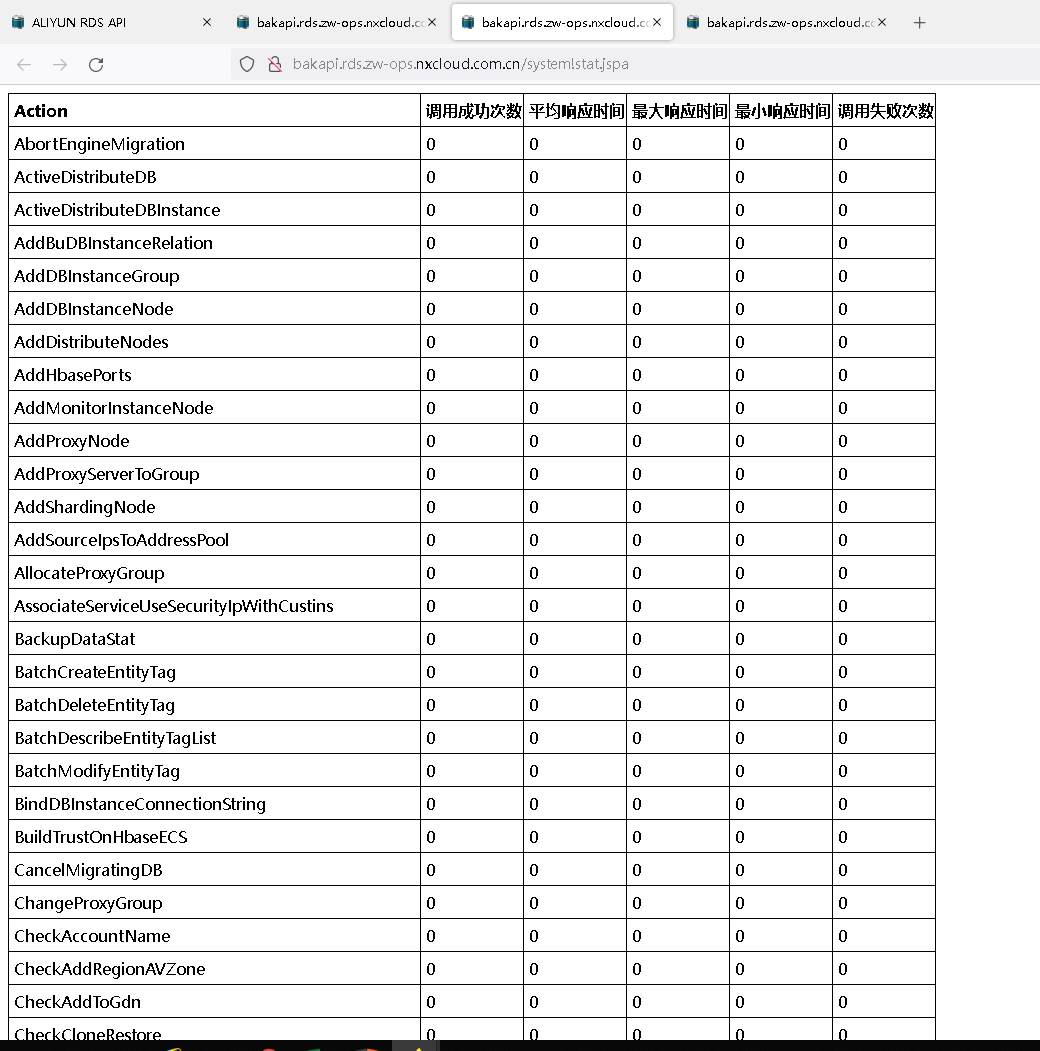 ALIYUN RDS API
bakapi.rds.zw-ops.nxcloud.cc
bakapi.rds.zw-ops.nxcloud.cc
bakapi.rds.zw-ops.nxcloud.cc
bakapi.rds.zw-ops.nxcloud.com.cn/system!stat.jspa
Action 调用成功次数 平均响应时间 最大响应时间 最小响应时间 调用失败次数
AbortEngineMigration 0 0 0 0 0
ActiveDistributeDB 0 0 0 0 0
ActiveDistributeDBInstance 0 0 0 0 0
AddBuDBInstanceRelation 0 0 0 0 0
AddDBInstanceGroup 0 0 0 0 0
AddDBInstanceNode 0 0 0 0 0
AddDistributeNodes 0 0 0 0 0
AddHbasePorts 0 0 0 0 0
AddMonitorInstanceNode 0 0 0 0 0
AddProxyNode 0 0 0 0 0
AddProxyServerToGroup 0 0 0 0 0
AddShardingNode 0 0 0 0 0
AddSourceIpsToAddressPool 0 0 0 0 0
AllocateProxyGroup 0 0 0 0 0
AssociateServiceUseSecurityIpWithCustins 0 0 0 0 0
BackupDataStat 0 0 0 0 0
BatchCreateEntityTag 0 0 0 0 0
BatchDeleteEntityTag 0 0 0 0 0
BatchDescribeEntityTagList 0 0 0 0 0
BatchModifyEntityTag 0 0 0 0 0
BindDBInstanceConnectionString 0 0 0 0 0
BuildTrustOnHbaseECS 0 0 0 0 0
CancelMigratingDB 0 0 0 0 0
ChangeProxyGroup 0 0 0 0 0
CheckAccountName 0 0 0 0 0
CheckAddRegionAVZone 0 0 0 0 0
CheckAddToGdn 0 0 0 0 0
CheckCloneRestore 0 0 0 0 0